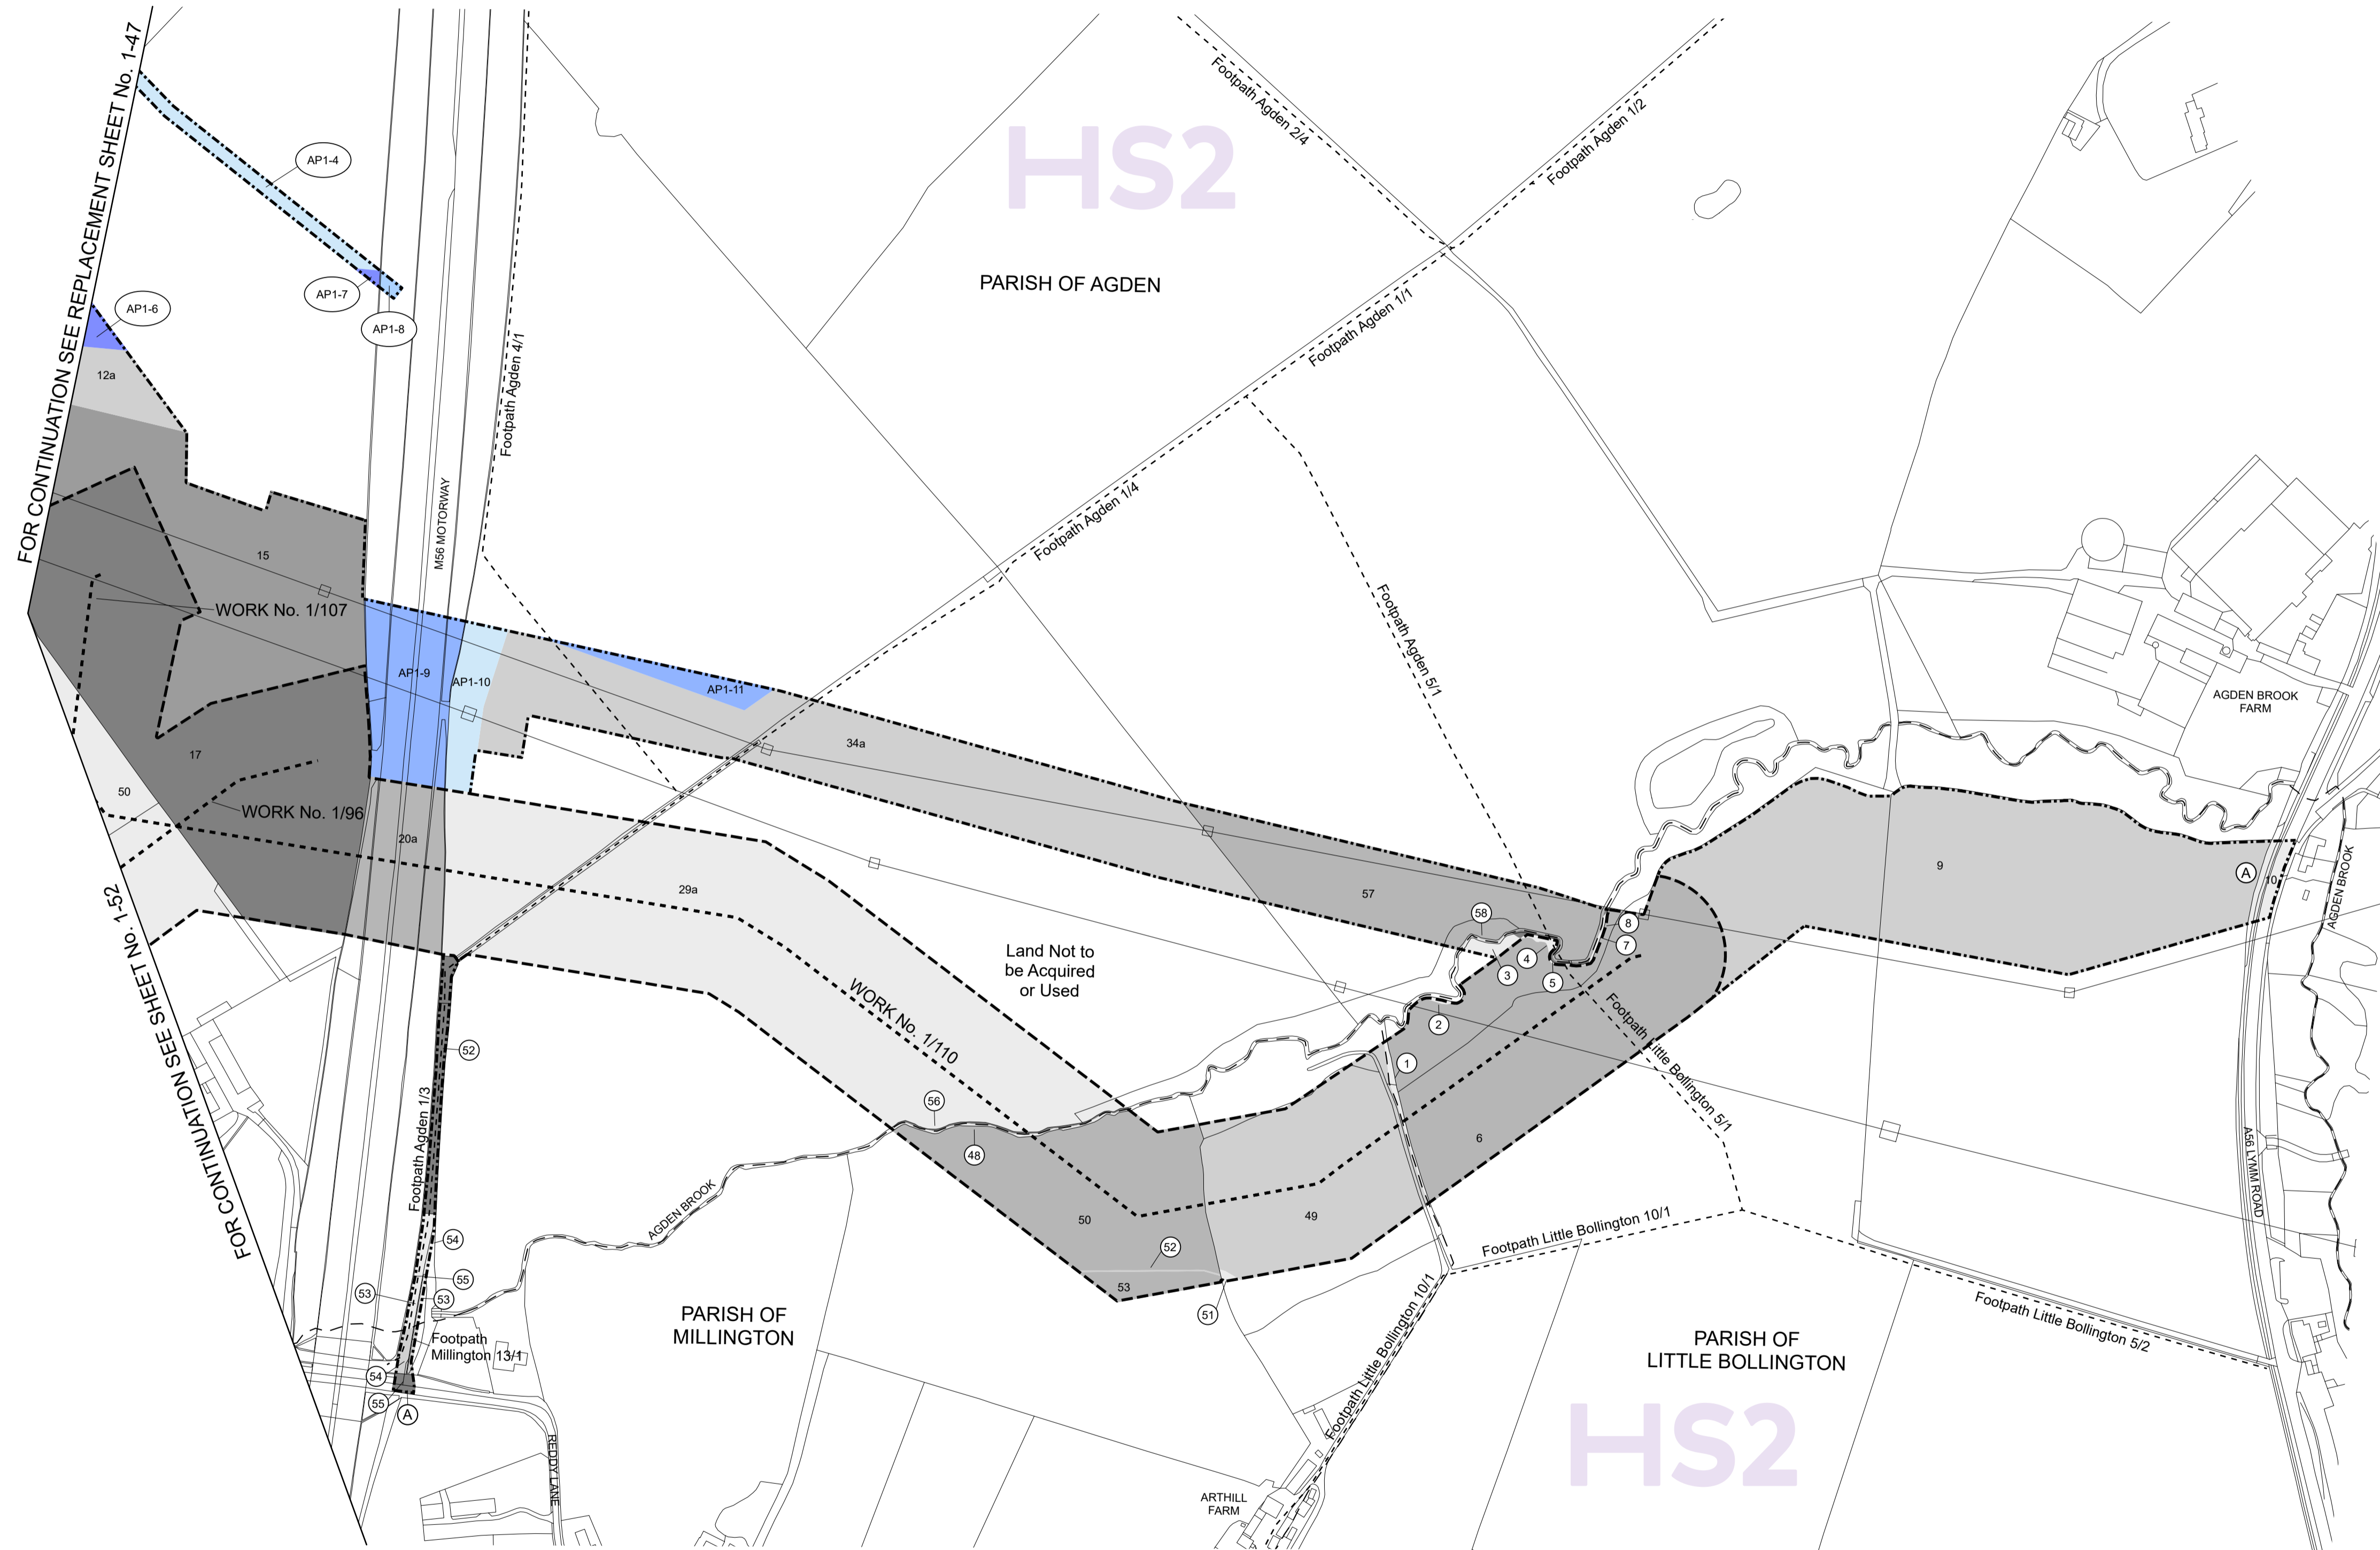 FOR CONTINUATION SEE REPLACEMENT SHEET No. 1-47
FOR CONTINUATION SEE SHEET No. 1-52
HS2
PARISH OF AGDEN
Footpath Agden 2/4
Footpath Agden 1/2
Footpath Agden 1/1
Footpath Agden 1/4
Footpath Agden 4/1
Footpath Agden 5/1
AP1-4
AP1-7
AP1-8
AP1-6
12a
M56 MOTORWAY
15
WORK No. 1/107
AP1-9
AP1-10
AP1-11
17
50
WORK No. 1/96
20a
34a
29a
57
58
9
A
10
AGDEN BROOK
FARM
AGDEN BROOK
8
7
4
3
5
2
1
Land Not to
be Acquired
or Used
WORK No. 1/110
Footpath Little Bollington 5/1
52
Footpath Agden 1/3
56
48
6
A56 LYMM ROAD
50
49
52
53
51
54
55
53
53
AGDEN BROOK
Footpath Little Bollington 10/1
Footpath Little Bollington 10/1
Footpath Little Bollington 5/2
Footpath
Millington 13/1
54
55
A
PARISH OF
MILLINGTON
PARISH OF
LITTLE BOLLINGTON
HS2
REDDY LANE
ARTHILL
FARM